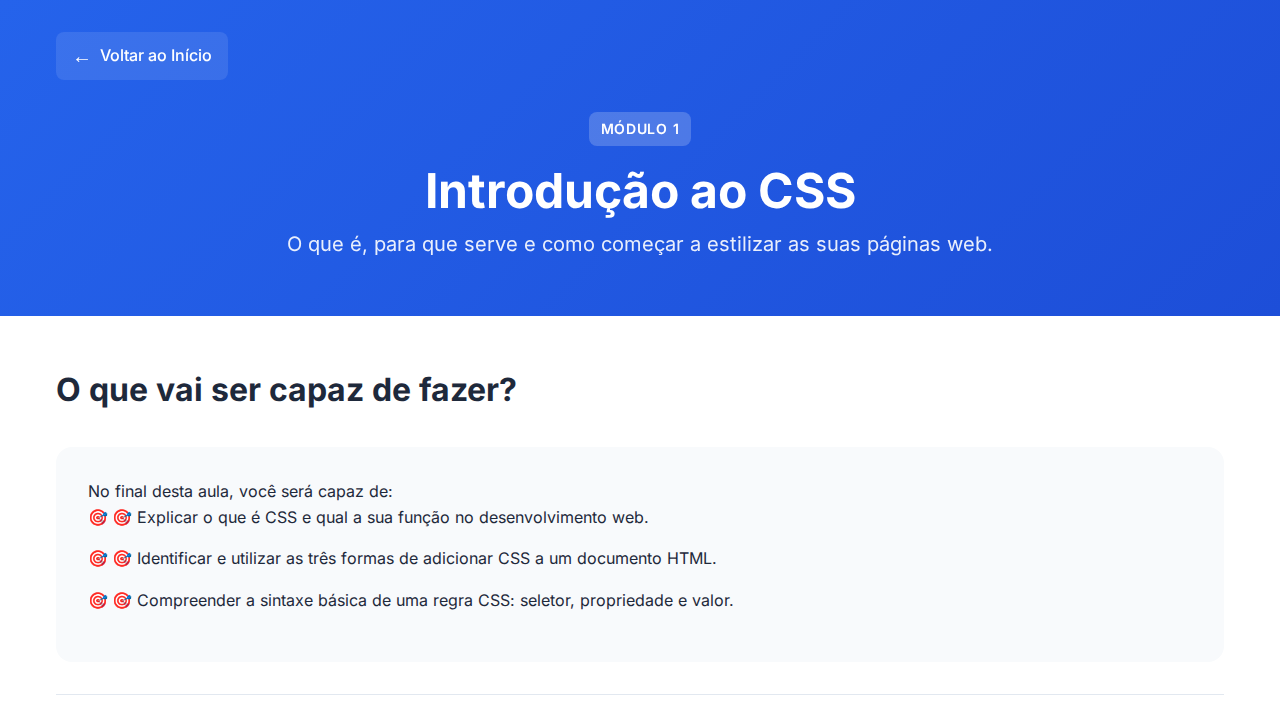 ← Voltar ao Início
MÓDULO 1
Introdução ao CSS
O que é, para que serve e como começar a estilizar as suas páginas web.
O que vai ser capaz de fazer?
No final desta aula, você será capaz de:
🎯 🎯 Explicar o que é CSS e qual a sua função no desenvolvimento web.
🎯 🎯 Identificar e utilizar as três formas de adicionar CSS a um documento HTML.
🎯 🎯 Compreender a sintaxe básica de uma regra CSS: seletor, propriedade e valor.